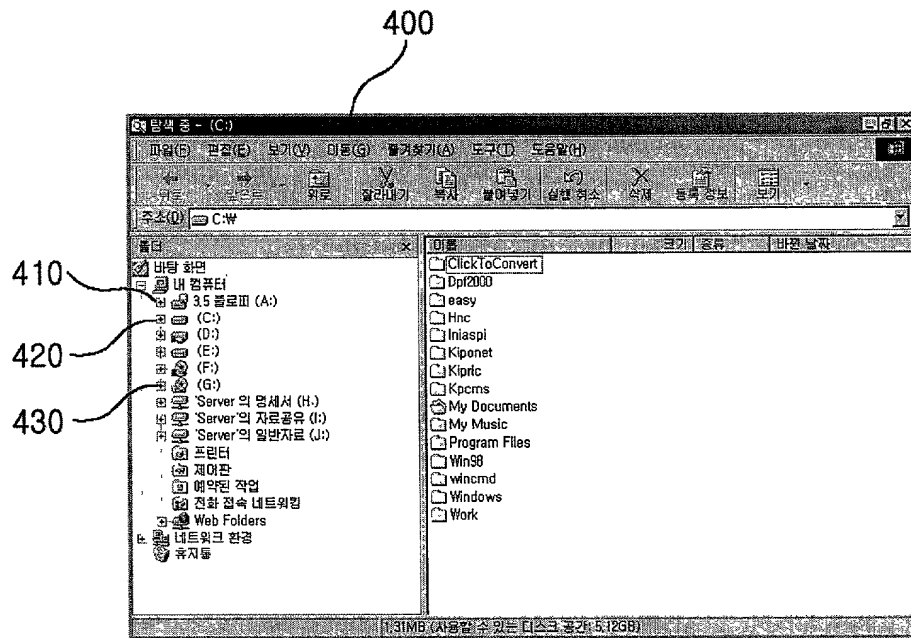 400
탐색 중 - (C:)
파일(F) 편집(E) 보기(V) 이동(G) 즐겨찾기(A) 도구(T) 도움말(H)
뒤로 앞으로 위로 잘라내기 복사 붙여넣기 실행 취소 삭제 등록 정보 보기
주소(D) C:₩
폴더
이름 크기 종류 바뀐 날짜
바탕 화면
내 컴퓨터
410
3.5 플로피 (A:)
420
(C:)
(D:)
(E:)
(F:)
430
(G:)
'Server'의 명세서 (H:)
'Server'의 자료공유 (I:)
'Server'의 일반자료 (J:)
프린터
제어판
예약된 작업
전화 접속 네트워킹
Web Folders
네트워크 환경
휴지통
ClickToConvert
Dpf2000
easy
Hnc
Iniaspi
Kiponet
Kipric
Kpcms
My Documents
My Music
Program Files
Win98
wincmd
Windows
Work
1.31MB (사용할 수 있는 디스크 공간: 5.12GB)